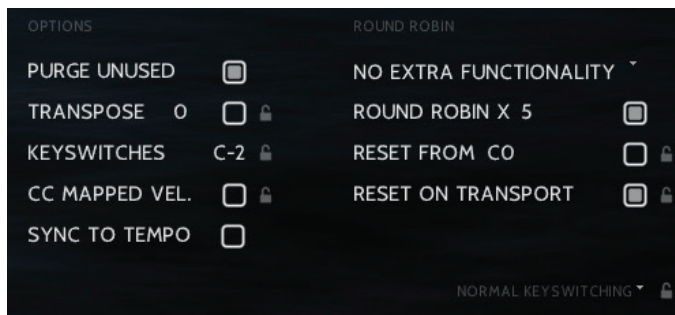 OPTIONS
PURGE UNUSED
TRANSPOSE 0
KEYSWITCHES C-2
CC MAPPED VEL.
SYNC TO TEMPO
ROUND ROBIN
NO EXTRA FUNCTIONALITY
ROUND ROBIN X 5
RESET FROM C0
RESET ON TRANSPORT
NORMAL KEYSWITCHING